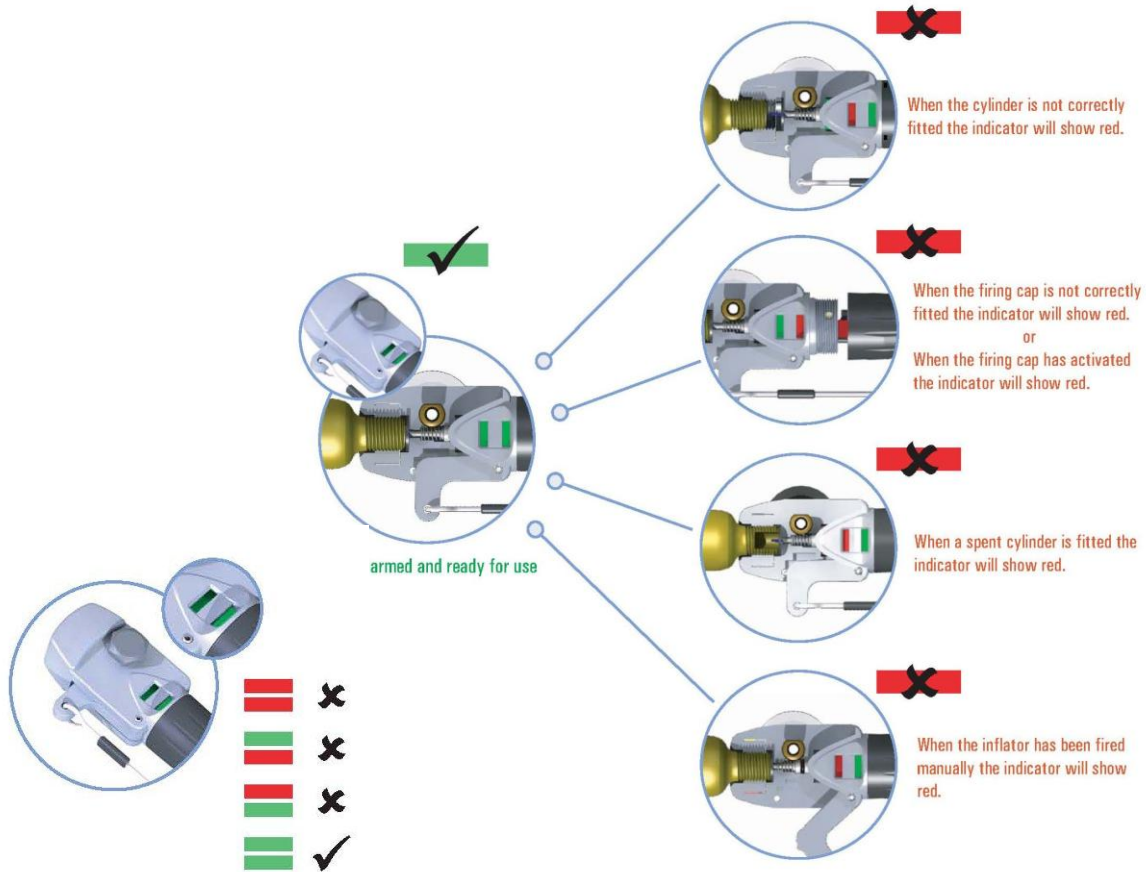 When the cylinder is not correctly
fitted the indicator will show red.
When the firing cap is not correctly
fitted the indicator will show red.
or
When the firing cap has activated
the indicator will show red.
armed and ready for use
When a spent cylinder is fitted the
indicator will show red.
When the inflator has been fired
manually the indicator will show
red.